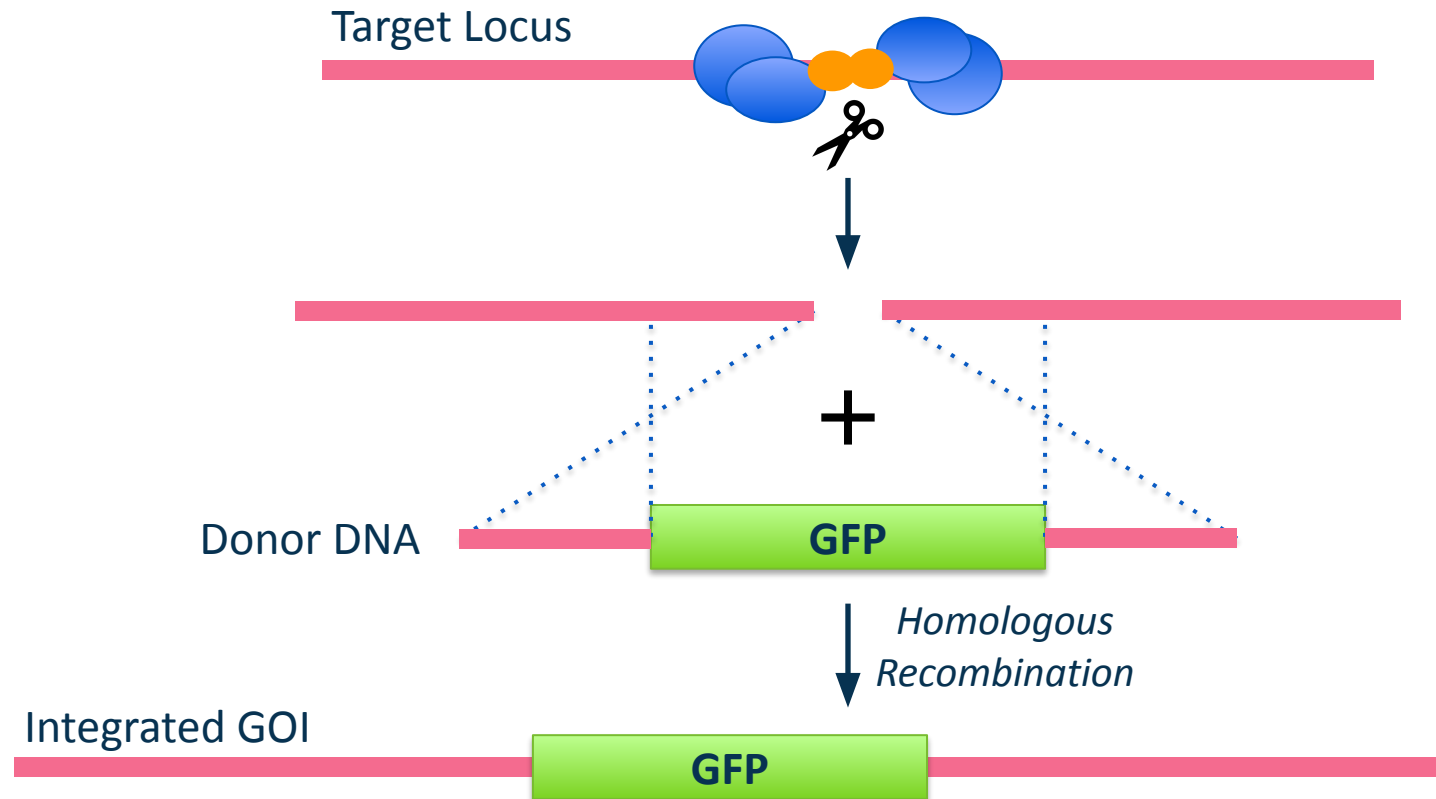 Target Locus
+
Donor DNA
GFP
Homologous
Recombination
Integrated GOI
GFP